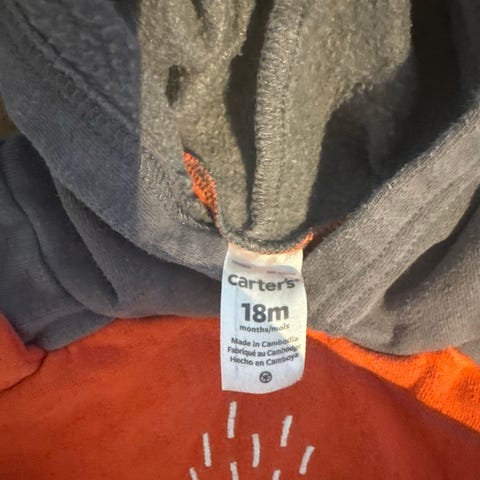 Carter's
18m
months/mois
Made in Cambodia
Fabriqué au Cambodge
Hecho en Camboya